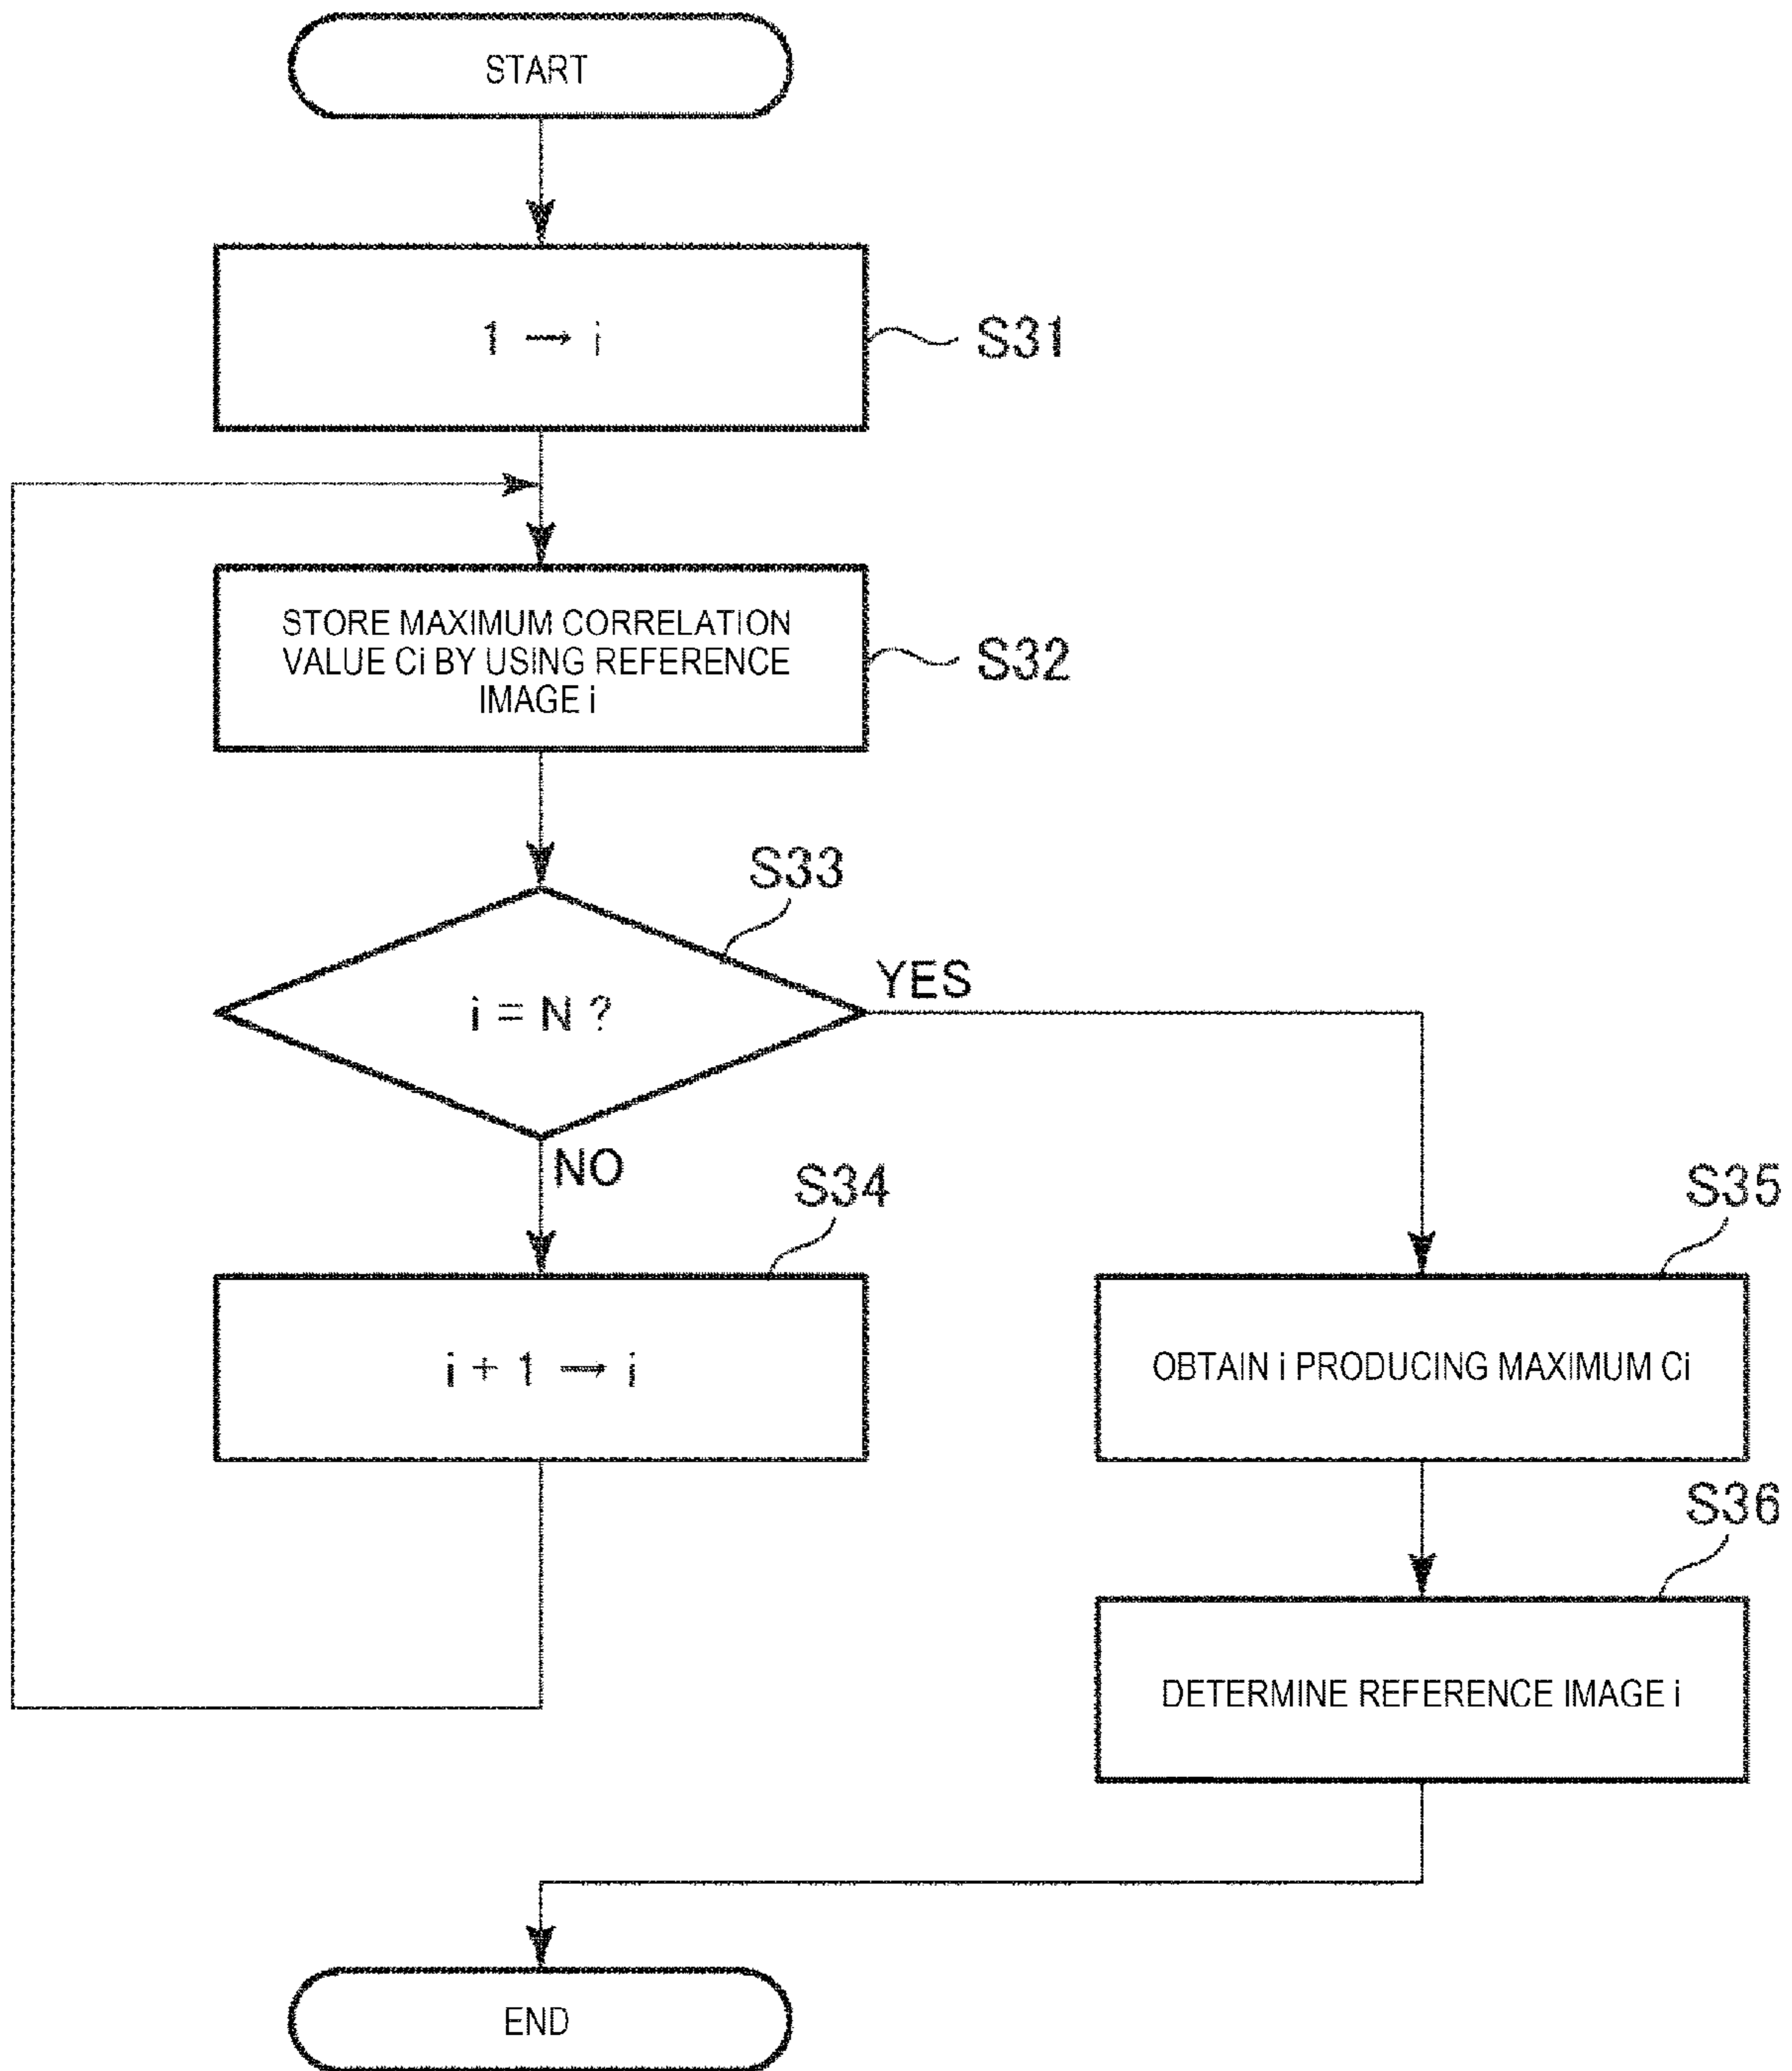 START
1 → i
S31
STORE MAXIMUM CORRELATION
VALUE Ci BY USING REFERENCE
IMAGE i
S32
S33
i = N ?
YES
NO
S34
i + 1 → i
S35
OBTAIN i PRODUCING MAXIMUM Ci
S36
DETERMINE REFERENCE IMAGE i
END